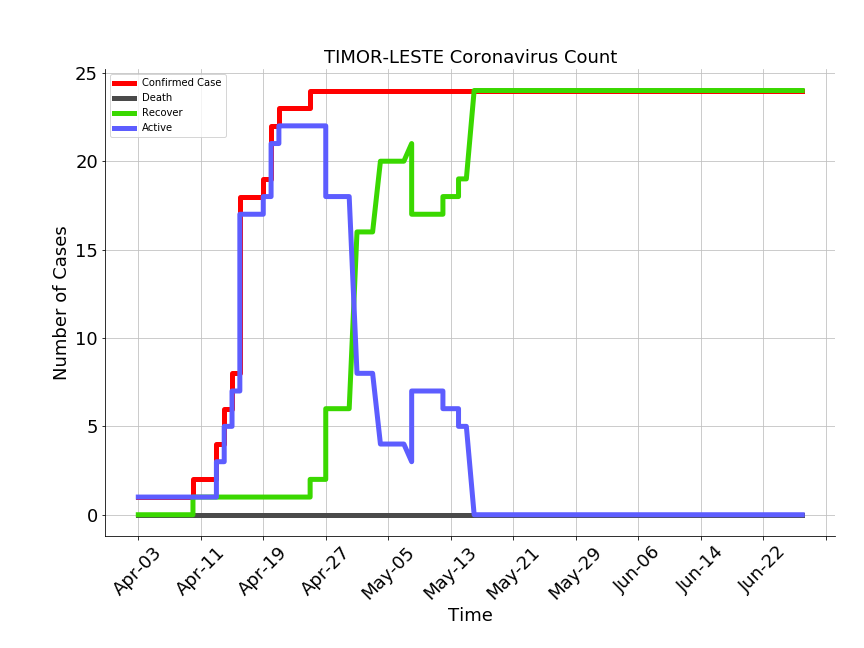 TIMOR-LESTE Coronavirus Count
Confirmed Case
Death
Recover
Active
25
20
15
10
5
0
Number of Cases
Apr-03
Apr-11
Apr-19
Apr-27
May-05
May-13
May-21
May-29
Jun-06
Jun-14
Jun-22
Time